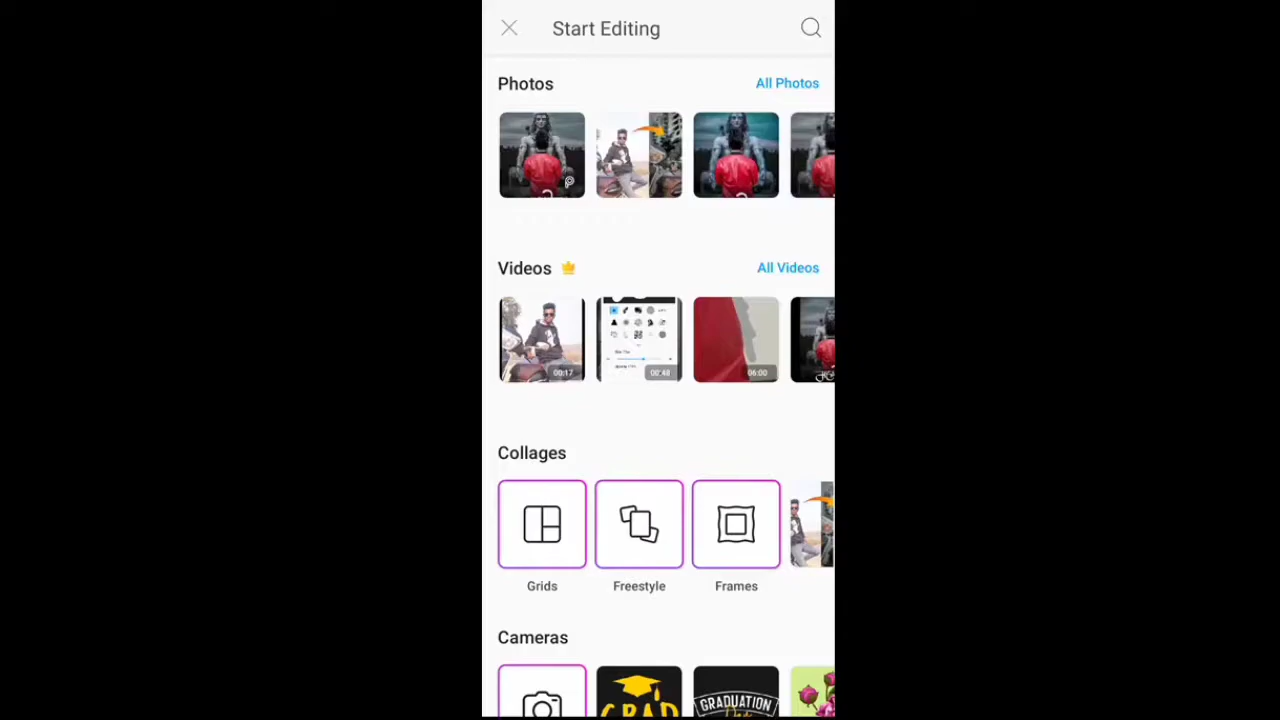 Start Editing
Photos
All Photos
Videos
All Videos
00:17
00:48
06:00
Collages
Grids
Freestyle
Frames
Cameras
GRAD
GRADUATION